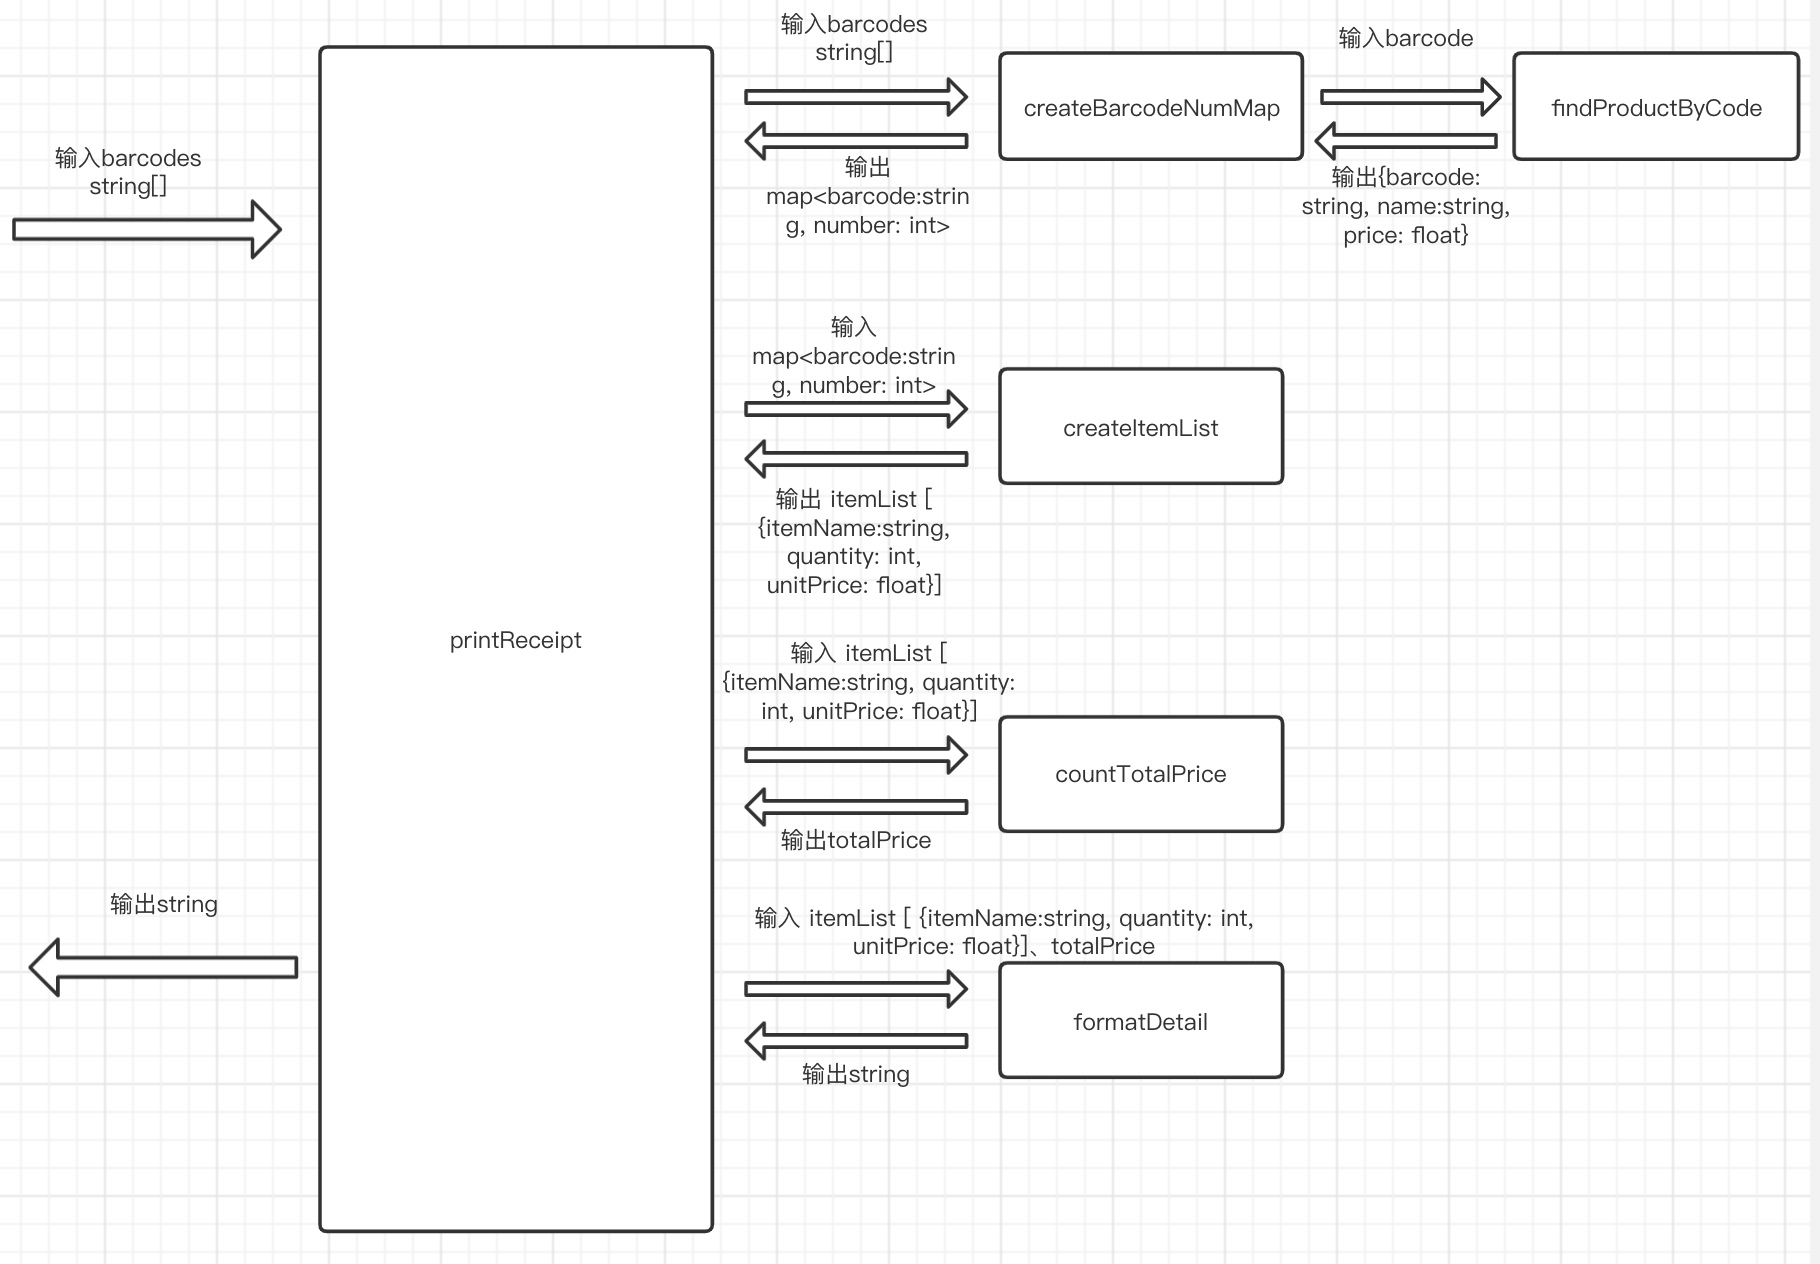 输入barcodes
string[]
printReceipt
输出string
输入barcodes
string[]
输出
map<barcode:strin
g, number: int>
createBarcodeNumMap
输入barcode
输出{barcode:
string, name:string,
price: float}
findProductByCode
输入
map<barcode:strin
g, number: int>
输出 itemList [
{itemName:string,
quantity: int,
unitPrice: float}]
createItemList
输入 itemList [
{itemName:string, quantity:
int, unitPrice: float}]
输出totalPrice
countTotalPrice
输入 itemList [ {itemName:string, quantity: int,
unitPrice: float}]、totalPrice
输出string
formatDetail